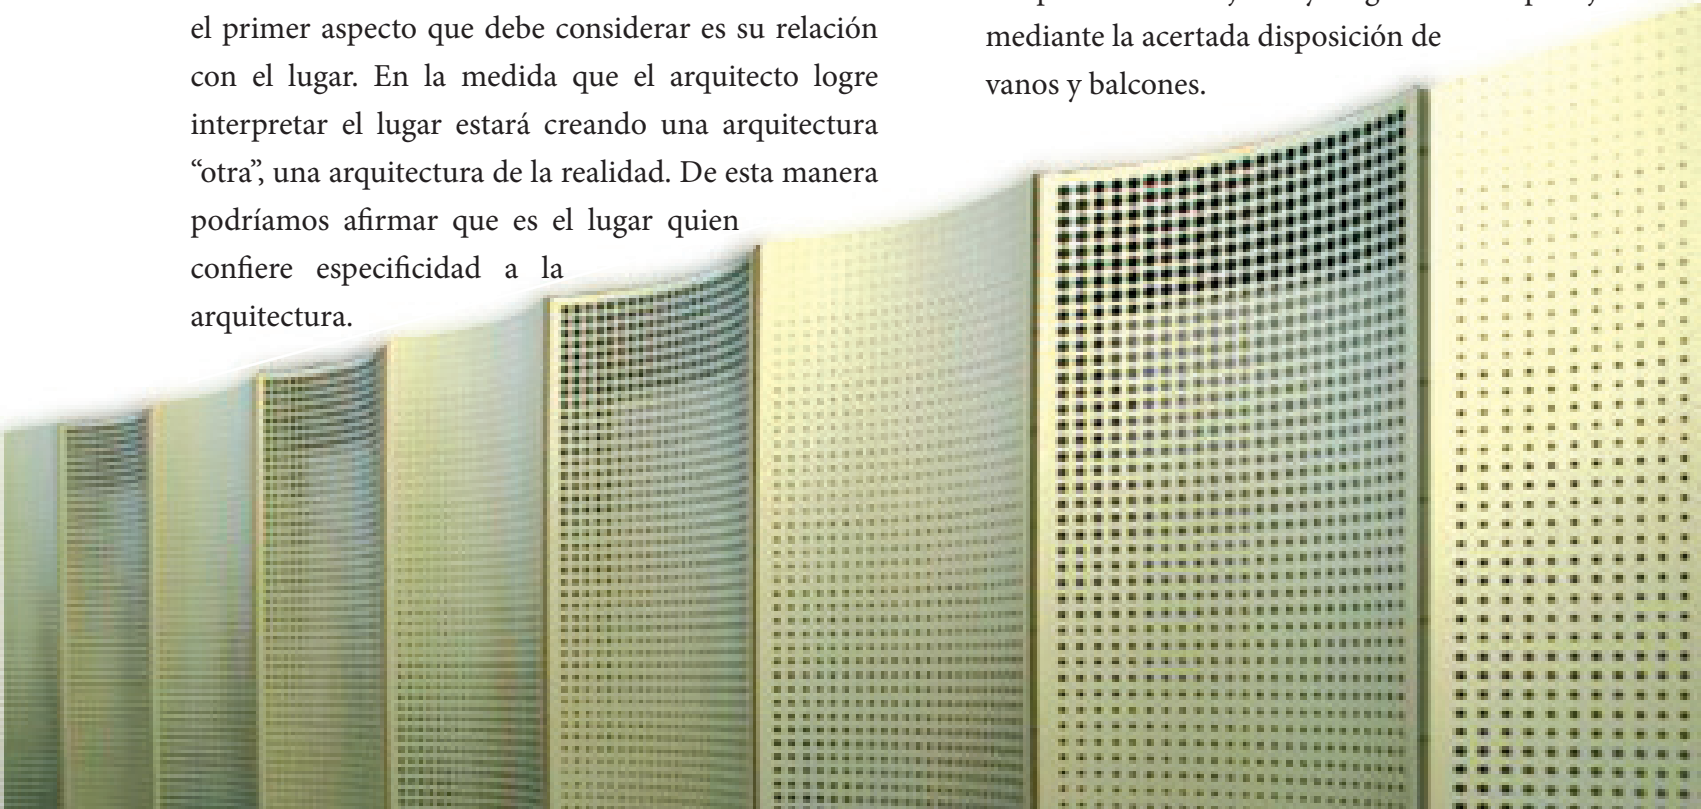 el primer aspecto que debe considerar es su relación
con el lugar. En la medida que el arquitecto logre
interpretar el lugar estará creando una arquitectura
“otra”, una arquitectura de la realidad. De esta manera
podríamos afirmar que es el lugar quien
confiere especificidad a la
arquitectura.
mediante la acertada disposición de
vanos y balcones.